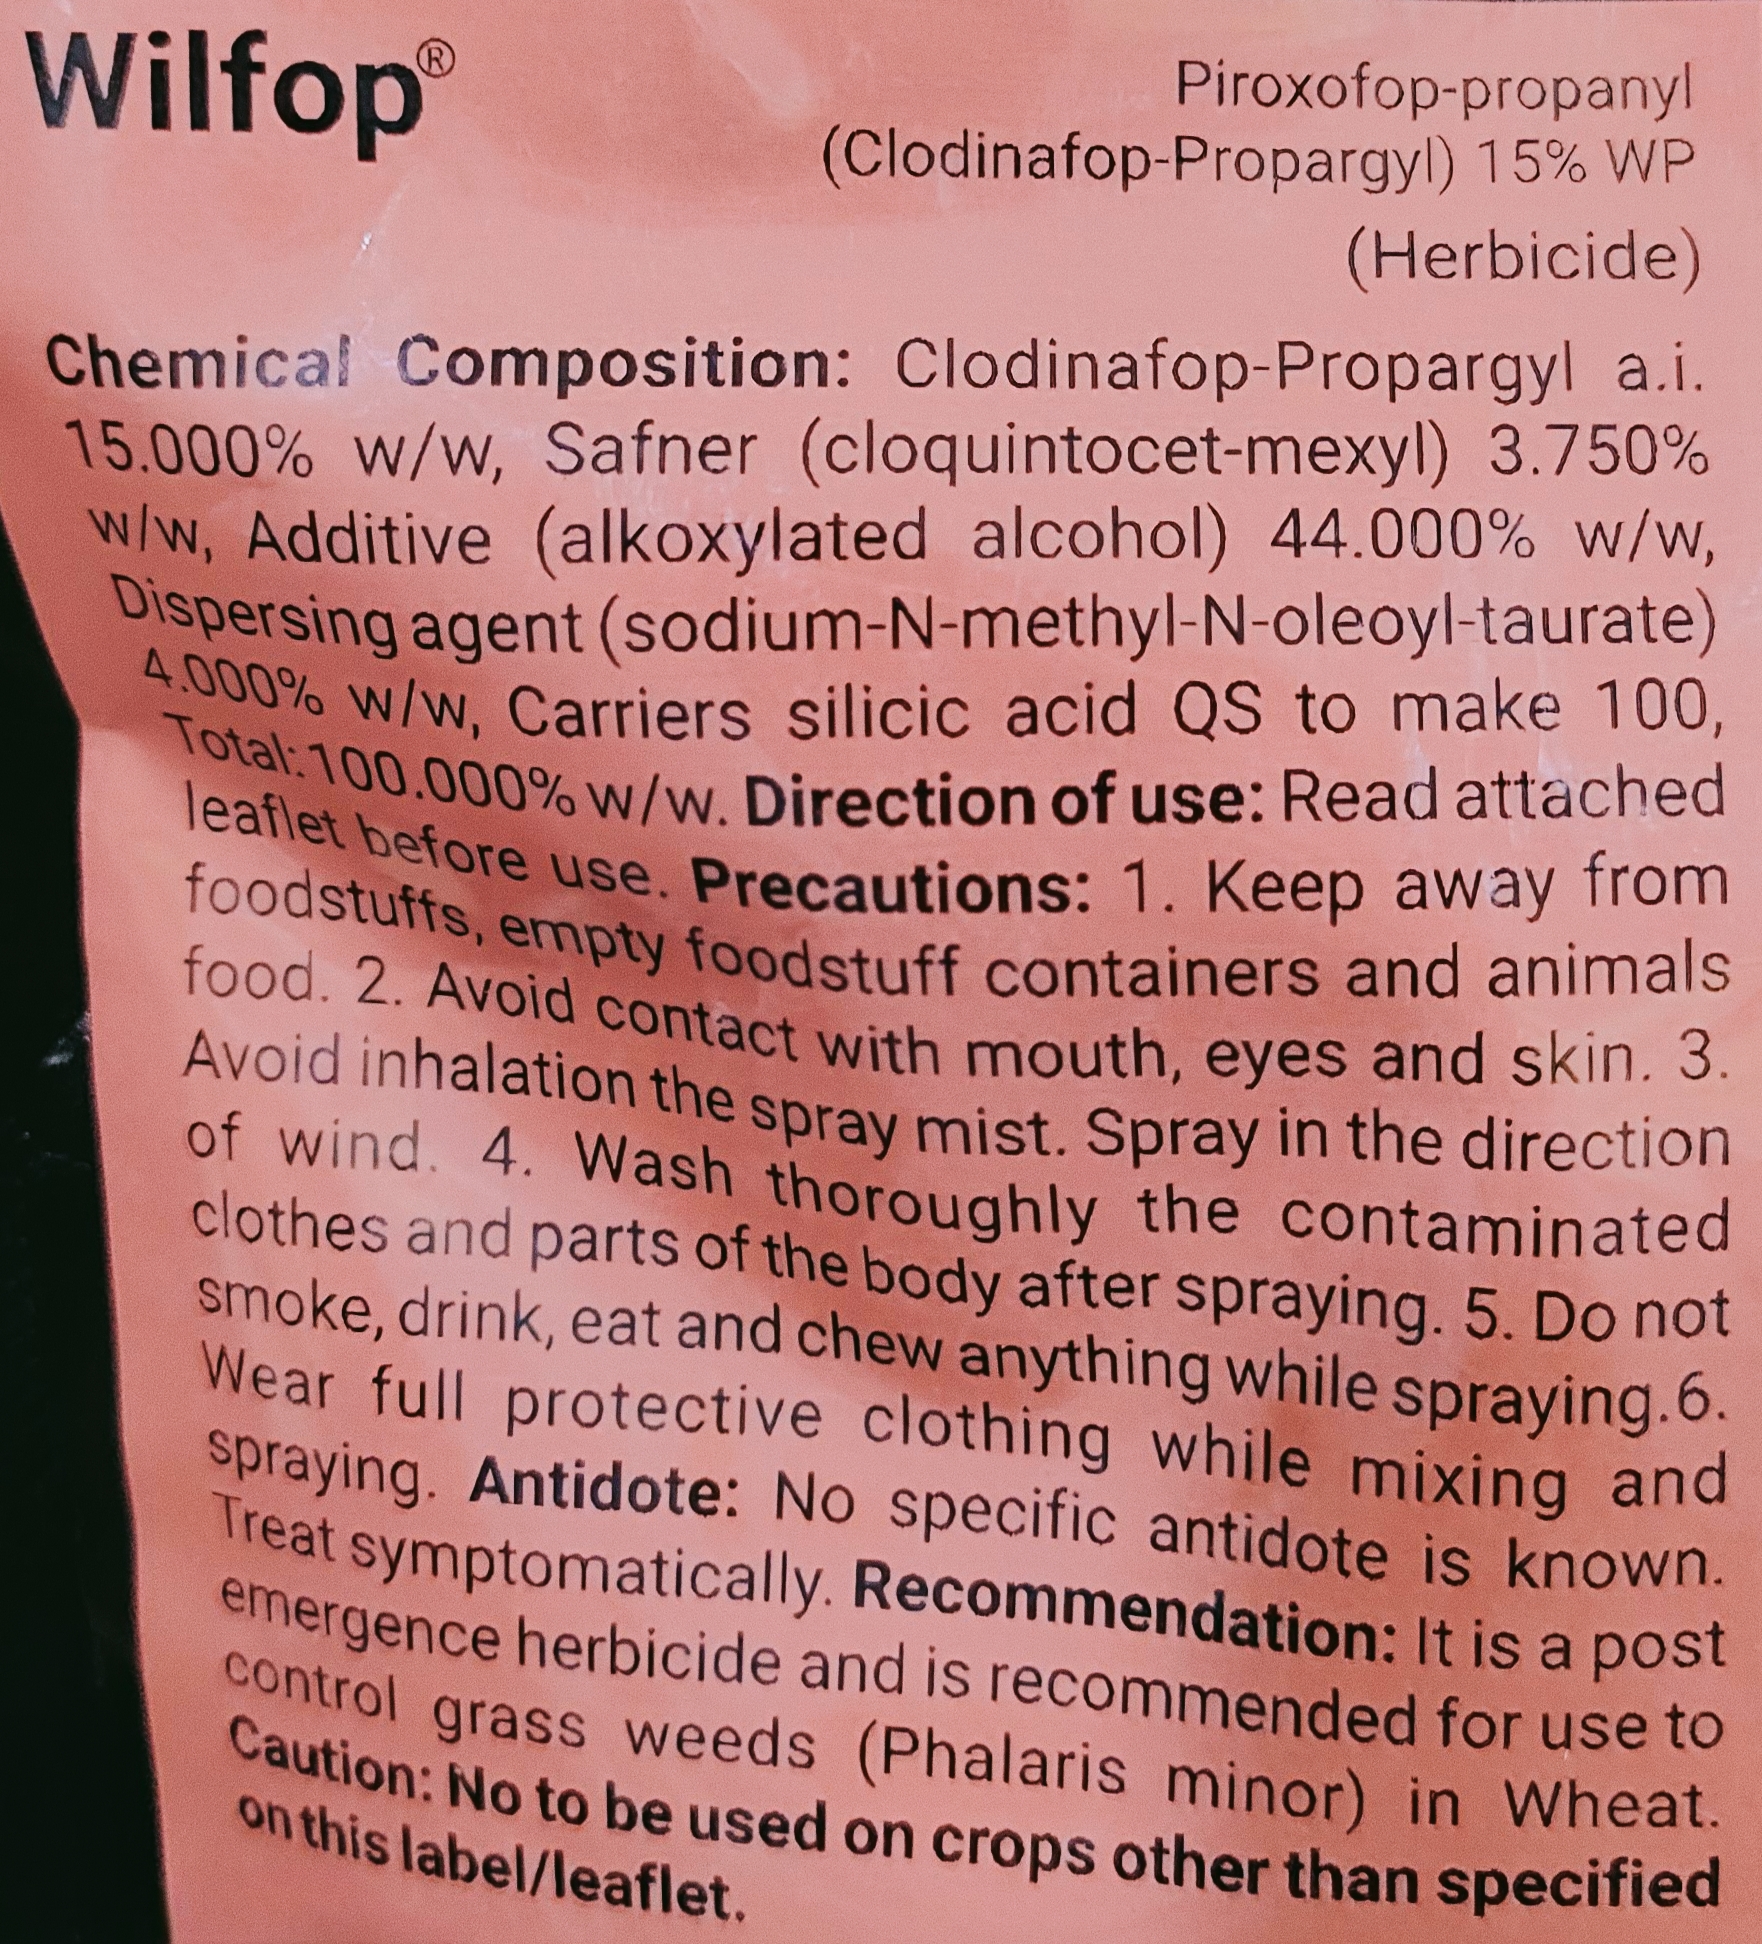 Wilfop®
Piroxofop-propanyl
(Clodinafop-Propargyl) 15% WP
(Herbicide)
Chemical Composition: Clodinafop-Propargyl a.i.
15.000% w/w, Safner (cloquintocet-mexyl) 3.750%
w/w, Additive (alkoxylated alcohol) 44.000% w/w,
Dispersing agent (sodium-N-methyl-N-oleoyl-taurate)
4.000% w/w, Carriers silicic acid QS to make 100,
Total: 100.000% w/w. Direction of use: Read attached
leaflet before use. Precautions: 1. Keep away from
foodstuffs, empty foodstuff containers and animals
food. 2. Avoid contact with mouth, eyes and skin. 3.
Avoid inhalation the spray mist. Spray in the direction
of wind. 4. Wash thoroughly the contaminated
clothes and parts of the body after spraying. 5. Do not
smoke, drink, eat and chew anything while spraying. 6.
Wear full protective clothing while mixing and
spraying. Antidote: No specific antidote is known.
Treat symptomatically. Recommendation: It is a post
emergence herbicide and is recommended for use to
control grass weeds (Phalaris minor) in Wheat.
Caution: No to be used on crops other than specified
on this label/leaflet.